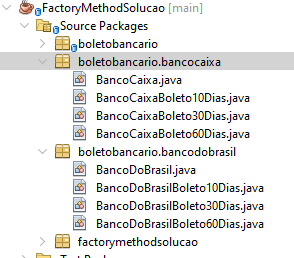 FactoryMethodSolucao [main]
Source Packages
boletobancario
boletobancario.bancocaixa
BancoCaixa.java
BancoCaixaBoleto10Dias.java
BancoCaixaBoleto30Dias.java
BancoCaixaBoleto60Dias.java
boletobancario.bancodobrasil
BancoDoBrasil.java
BancoDoBrasilBoleto10Dias.java
BancoDoBrasilBoleto30Dias.java
BancoDoBrasilBoleto60Dias.java
factorymethodsolucao